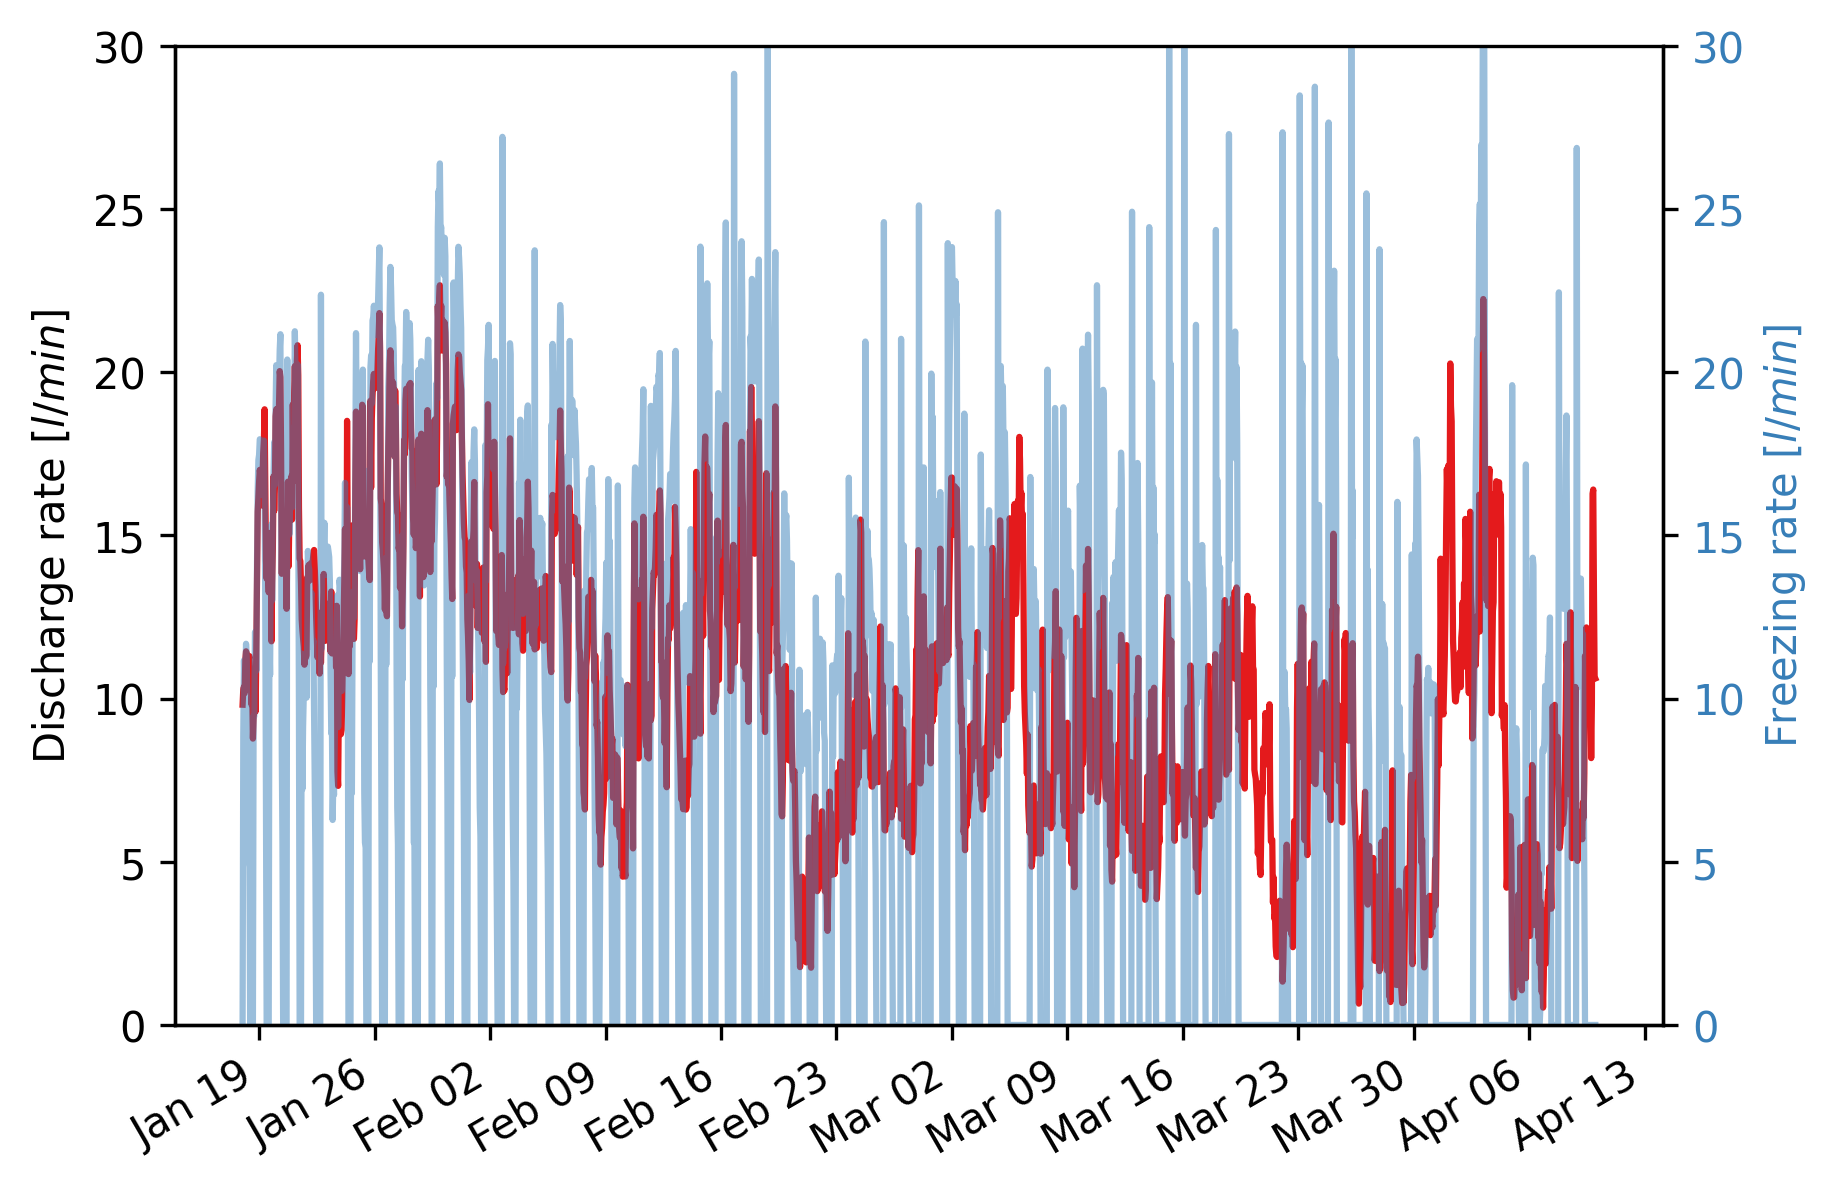 Discharge rate [l/min]
30
25
20
15
10
5
0
30
25
20
15
10
5
0
Freezing rate [l/min]
Jan 19
Jan 26
Feb 02
Feb 09
Feb 16
Feb 23
Mar 02
Mar 09
Mar 16
Mar 23
Mar 30
Apr 06
Apr 13